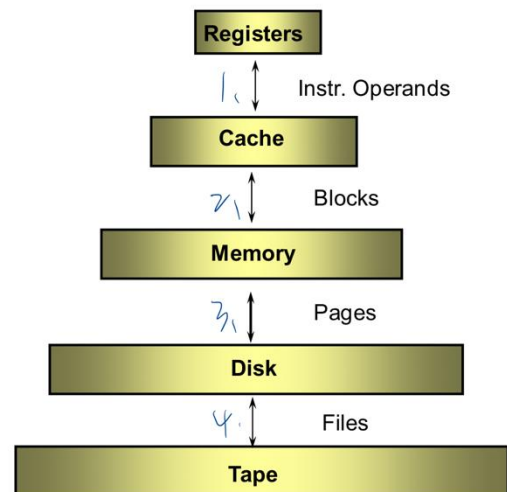 Registers
1. Instr. Operands
Cache
2. Blocks
Memory
3. Pages
Disk
4. Files
Tape